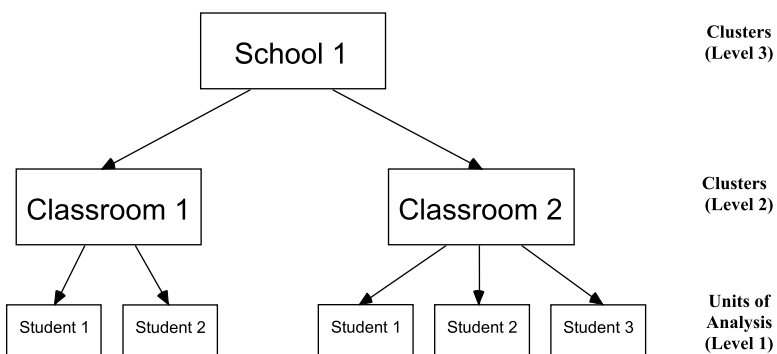 School 1
Clusters
(Level 3)
Classroom 1
Classroom 2
Clusters
(Level 2)
Student 1
Student 2
Student 1
Student 2
Student 3
Units of
Analysis
(Level 1)